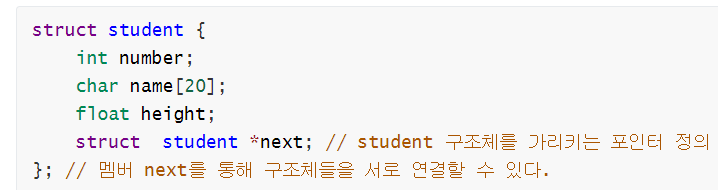 struct student {
    int number;
    char name[20];
    float height;
    struct  student *next; // student 구조체를 가리키는 포인터 정의
}; // 멤버 next를 통해 구조체들을 서로 연결할 수 있다.